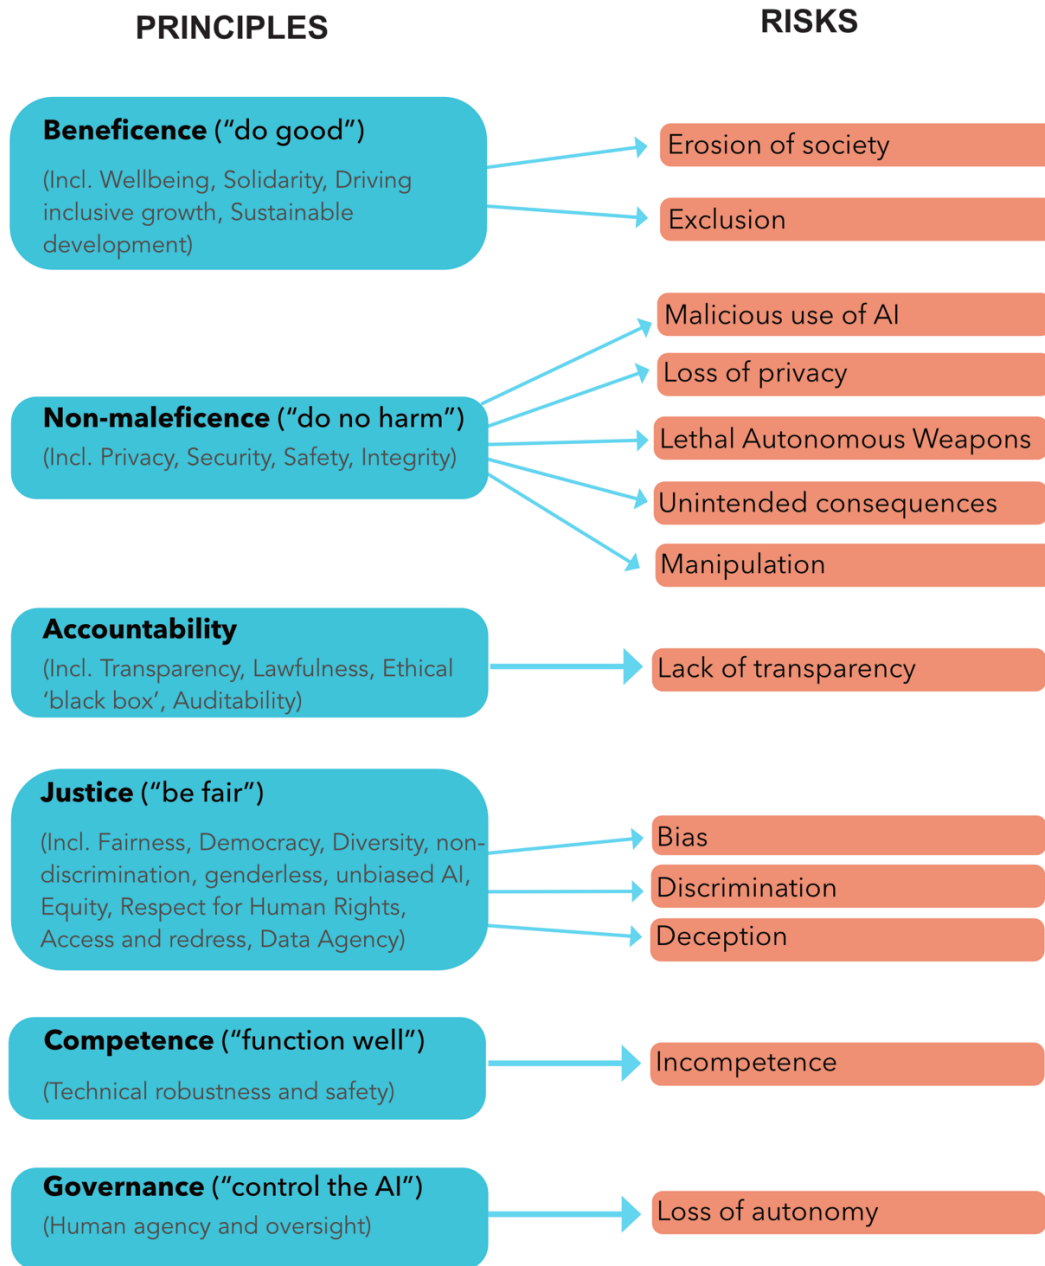 PRINCIPLES
RISKS
Beneficence (“do good”)
(Incl. Wellbeing, Solidarity, Driving
inclusive growth, Sustainable
development)
Erosion of society
Exclusion
Non-maleficence (“do no harm”)
(Incl. Privacy, Security, Safety, Integrity)
Malicious use of AI
Loss of privacy
Lethal Autonomous Weapons
Unintended consequences
Manipulation
Accountability
(Incl. Transparency, Lawfulness, Ethical
‘black box’, Auditability)
Lack of transparency
Justice (“be fair”)
(Incl. Fairness, Democracy, Diversity, non-
discrimination, genderless, unbiased AI,
Equity, Respect for Human Rights,
Access and redress, Data Agency)
Bias
Discrimination
Deception
Competence (“function well”)
(Technical robustness and safety)
Incompetence
Governance (“control the AI”)
(Human agency and oversight)
Loss of autonomy